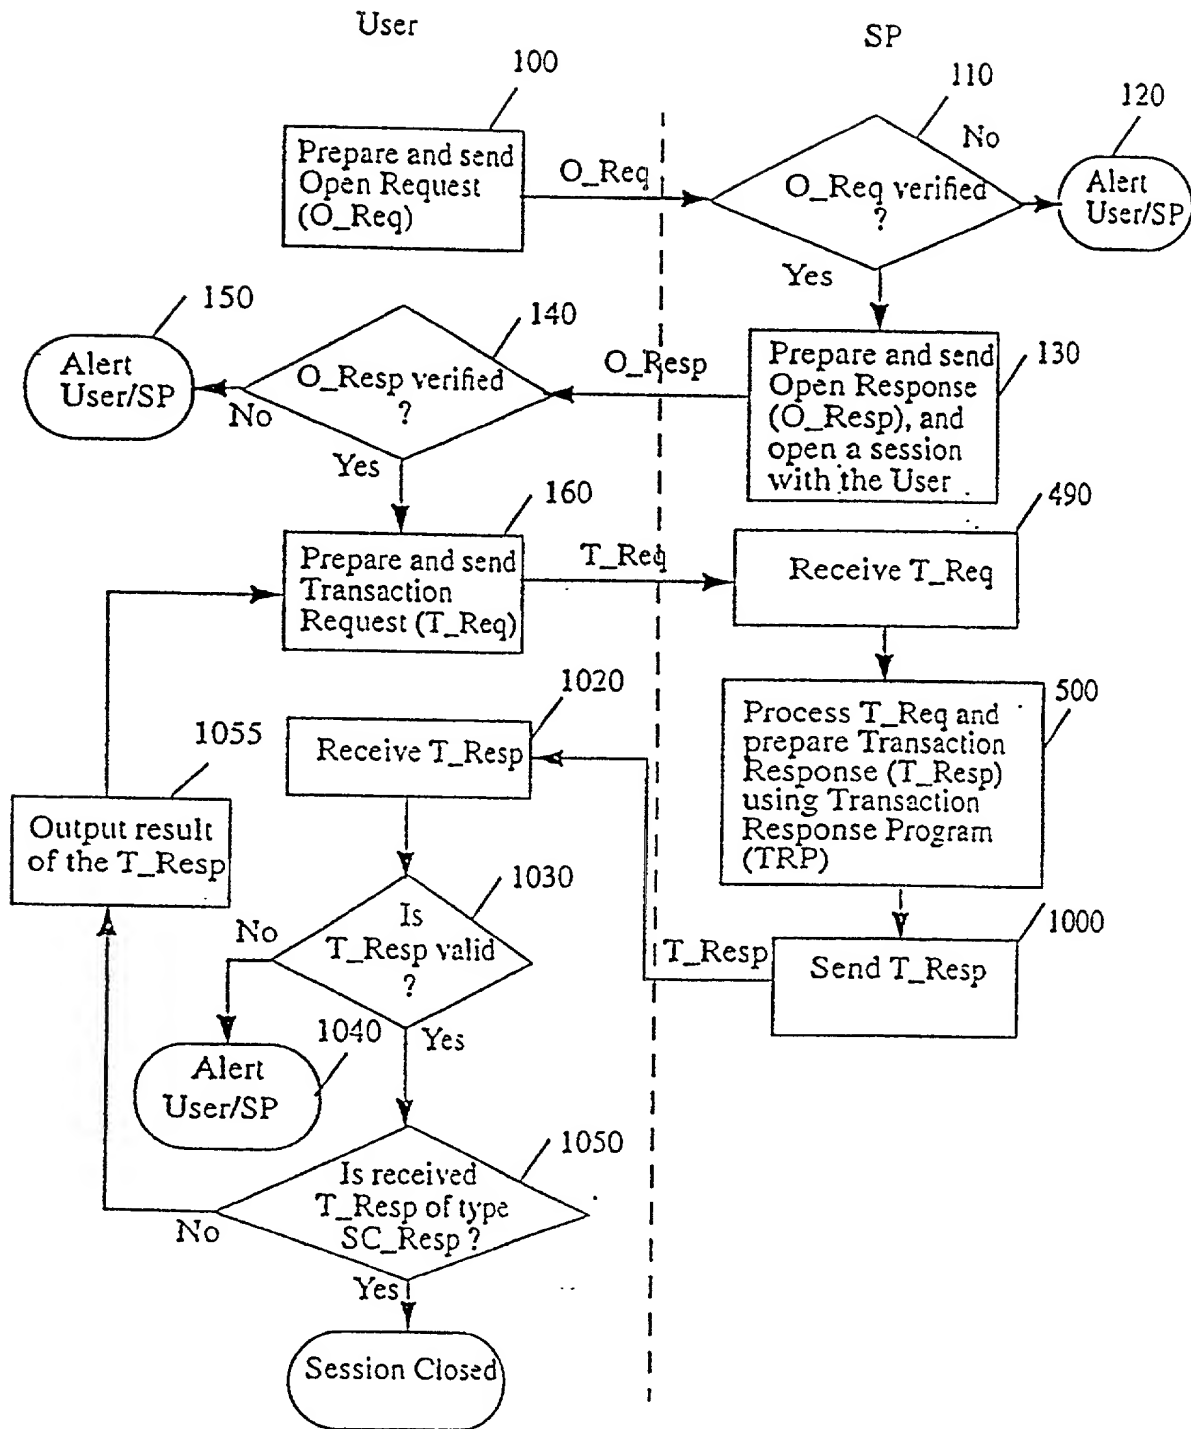 User
SP
100
110
120
Prepare and send
Open Request
(O_Req)
O_Req
O_Req verified
?
No
Alert
User/SP
Yes
150
140
Alert
User/SP
No
O_Resp verified
?
O_Resp
Prepare and send
Open Response
(O_Resp), and
open a session
with the User
130
Yes
160
490
Prepare and send
Transaction
Request (T_Req)
T_Req
Receive T_Req
1020
500
1055
Receive T_Resp
Process T_Req and
prepare Transaction
Response (T_Resp)
using Transaction
Response Program
(TRP)
Output result
of the T_Resp
1030
No
Is
T_Resp valid
?
1000
T_Resp
Send T_Resp
Yes
1040
Alert
User/SP
1050
Is received
T_Resp of type
SC_Resp ?
No
Yes
Session Closed